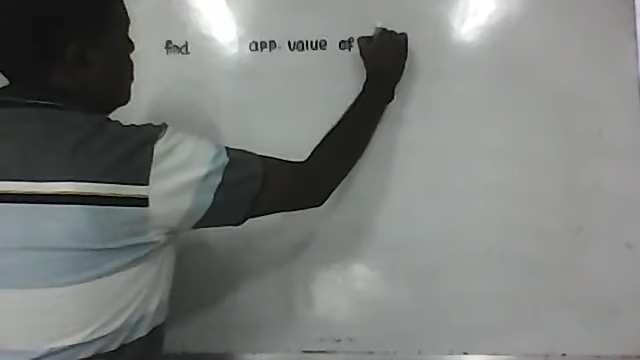 find app. value of